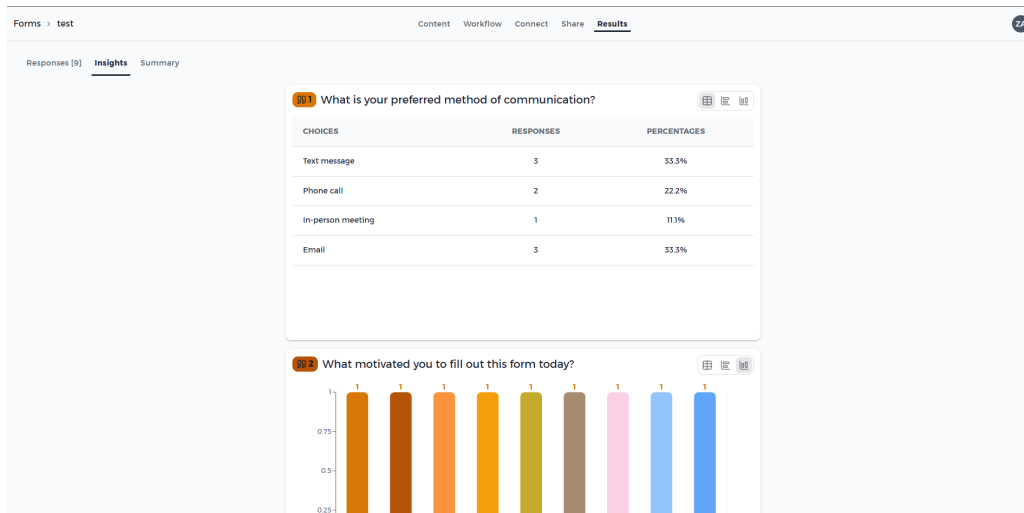 Forms > test
Content Workflow Connect Share Results
ZA
Responses [9] Insights Summary
1 What is your preferred method of communication?
CHOICES RESPONSES PERCENTAGES
Text message 3 33.3%
Phone call 2 22.2%
In-person meeting 1 11.1%
Email 3 33.3%
2 What motivated you to fill out this form today?
1 1 1 1 1 1 1 1 1
1
0.75
0.5
0.25